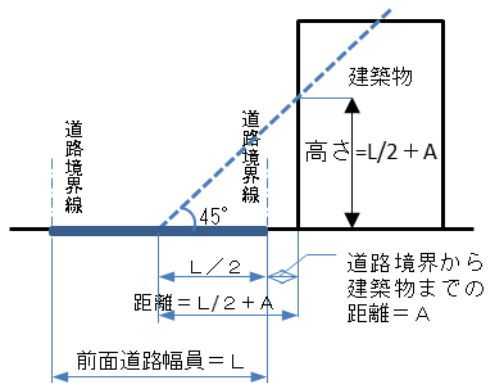 建築物
道路境界線
道路境界線
高さ=L/2+A
45°
L/2
道路境界から
建築物までの
距離=A
距離=L/2+A
前面道路幅員=L